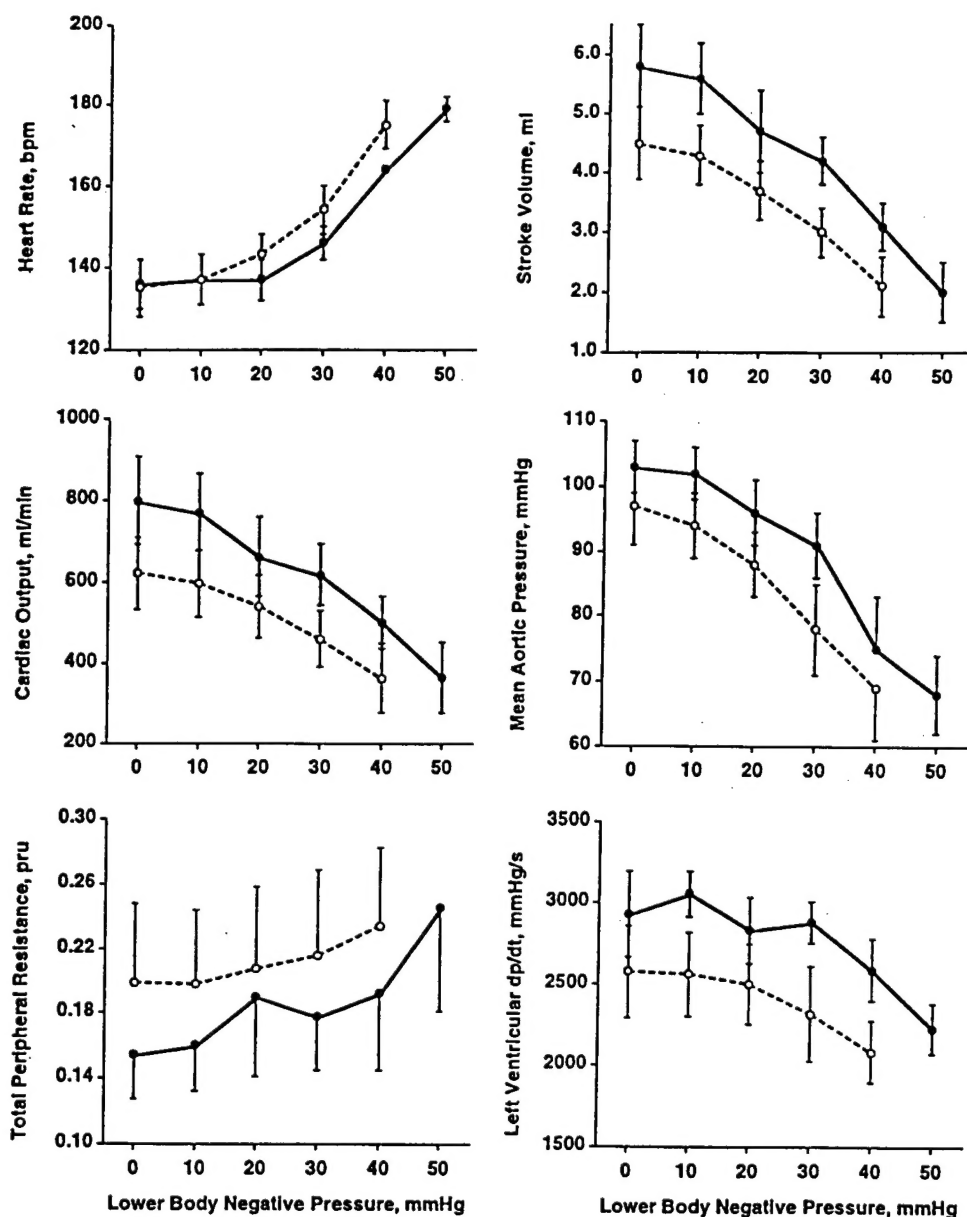 Heart Rate, bpm
200
180
160
140
120
0 10 20 30 40 50
Stroke Volume, ml
6.0
5.0
4.0
3.0
2.0
1.0
0 10 20 30 40 50
Cardiac Output, ml/min
1000
800
600
400
200
0 10 20 30 40 50
Mean Aortic Pressure, mmHg
110
100
90
80
70
60
0 10 20 30 40 50
Total Peripheral Resistance, pru
0.30
0.26
0.22
0.18
0.14
0.10
0 10 20 30 40 50
Lower Body Negative Pressure, mmHg
Left Ventricular dp/dt, mmHg/s
3500
3000
2500
2000
1500
0 10 20 30 40 50
Lower Body Negative Pressure, mmHg